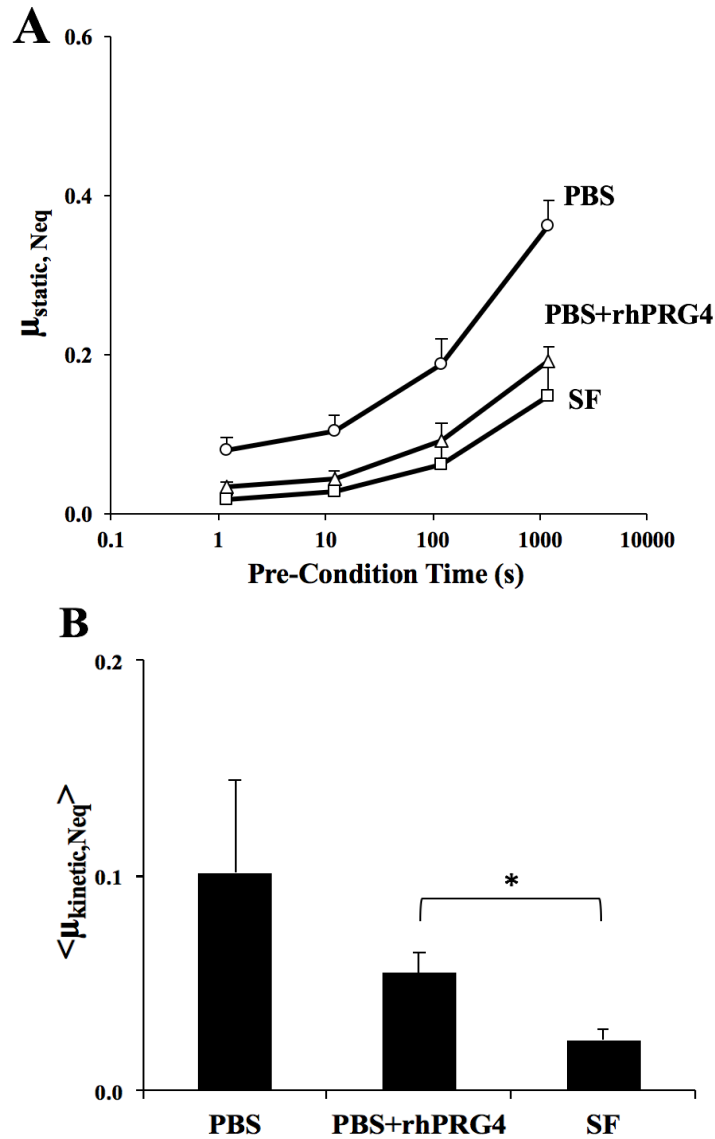 A
0.6
0.4
0.2
0.0
μstatic, Neq
PBS
PBS+rhPRG4
SF
0.1 1 10 100 1000 10000
Pre-Condition Time (s)
B
0.2
0.1
0.0
<μkinetic,Neq>
*
PBS PBS+rhPRG4 SF